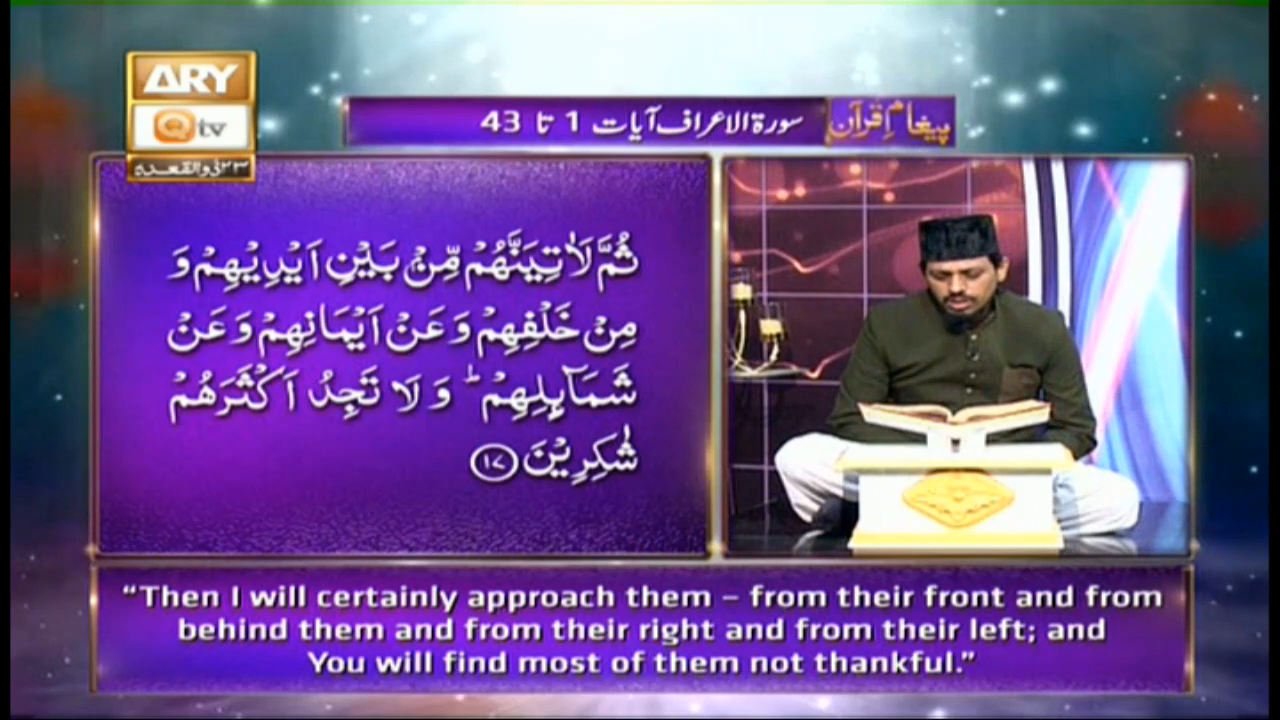 ARY
Qtv
۲۳ ذوالقعدہ
پیغامِ قرآن
سورۃ الاعراف آیات 1 تا 43
ثُمَّ لَاٰتِیَنَّهُمْ مِّنْۢ بَیْنِ اَیْدِیْهِمْ وَ
مِنْ خَلْفِهِمْ وَ عَنْ اَیْمَانِهِمْ وَ عَنْ
شَمَآىِٕلِهِمْ ؕ وَ لَا تَجِدُ اَكْثَرَهُمْ
شٰكِرِیْنَ ۝۱۷
“Then I will certainly approach them – from their front and from
behind them and from their right and from their left; and
You will find most of them not thankful.”